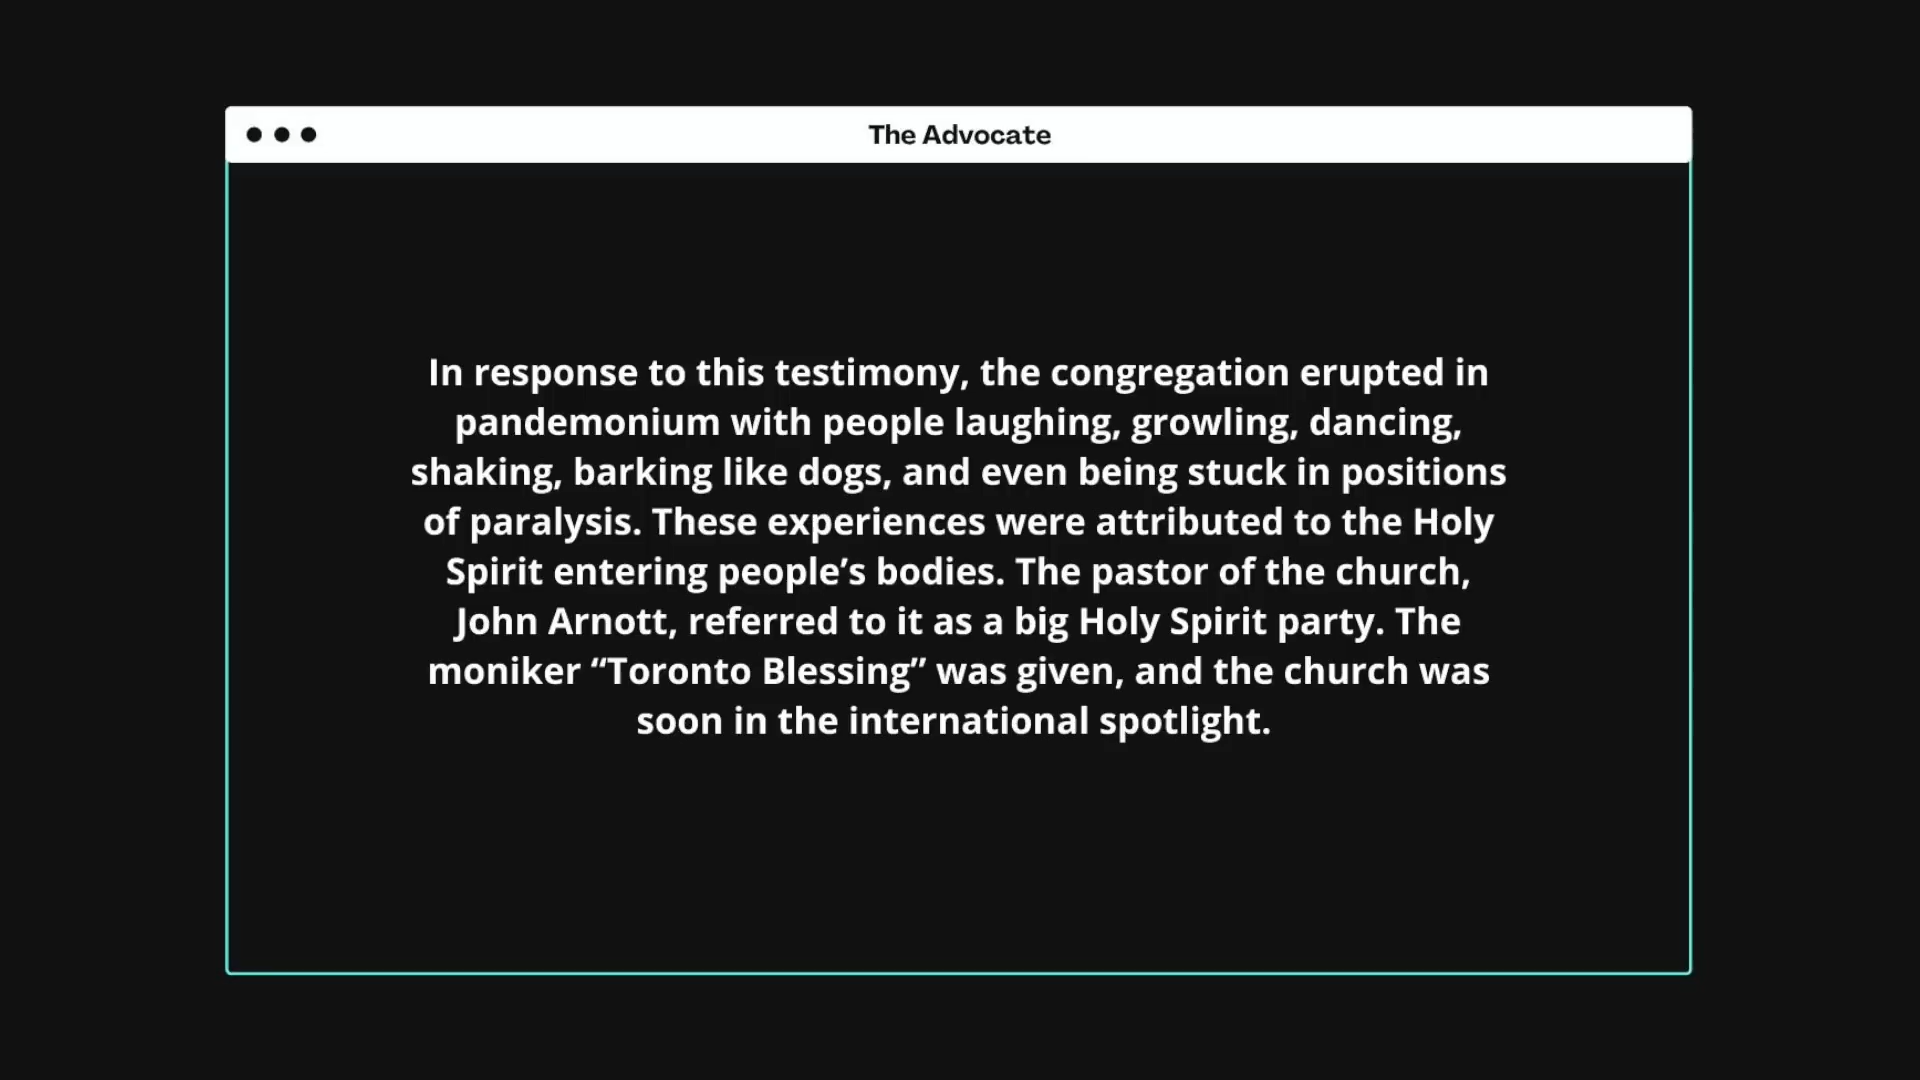 The Advocate
In response to this testimony, the congregation erupted in
pandemonium with people laughing, growling, dancing,
shaking, barking like dogs, and even being stuck in positions
of paralysis. These experiences were attributed to the Holy
Spirit entering people’s bodies. The pastor of the church,
John Arnott, referred to it as a big Holy Spirit party. The
moniker “Toronto Blessing” was given, and the church was
soon in the international spotlight.